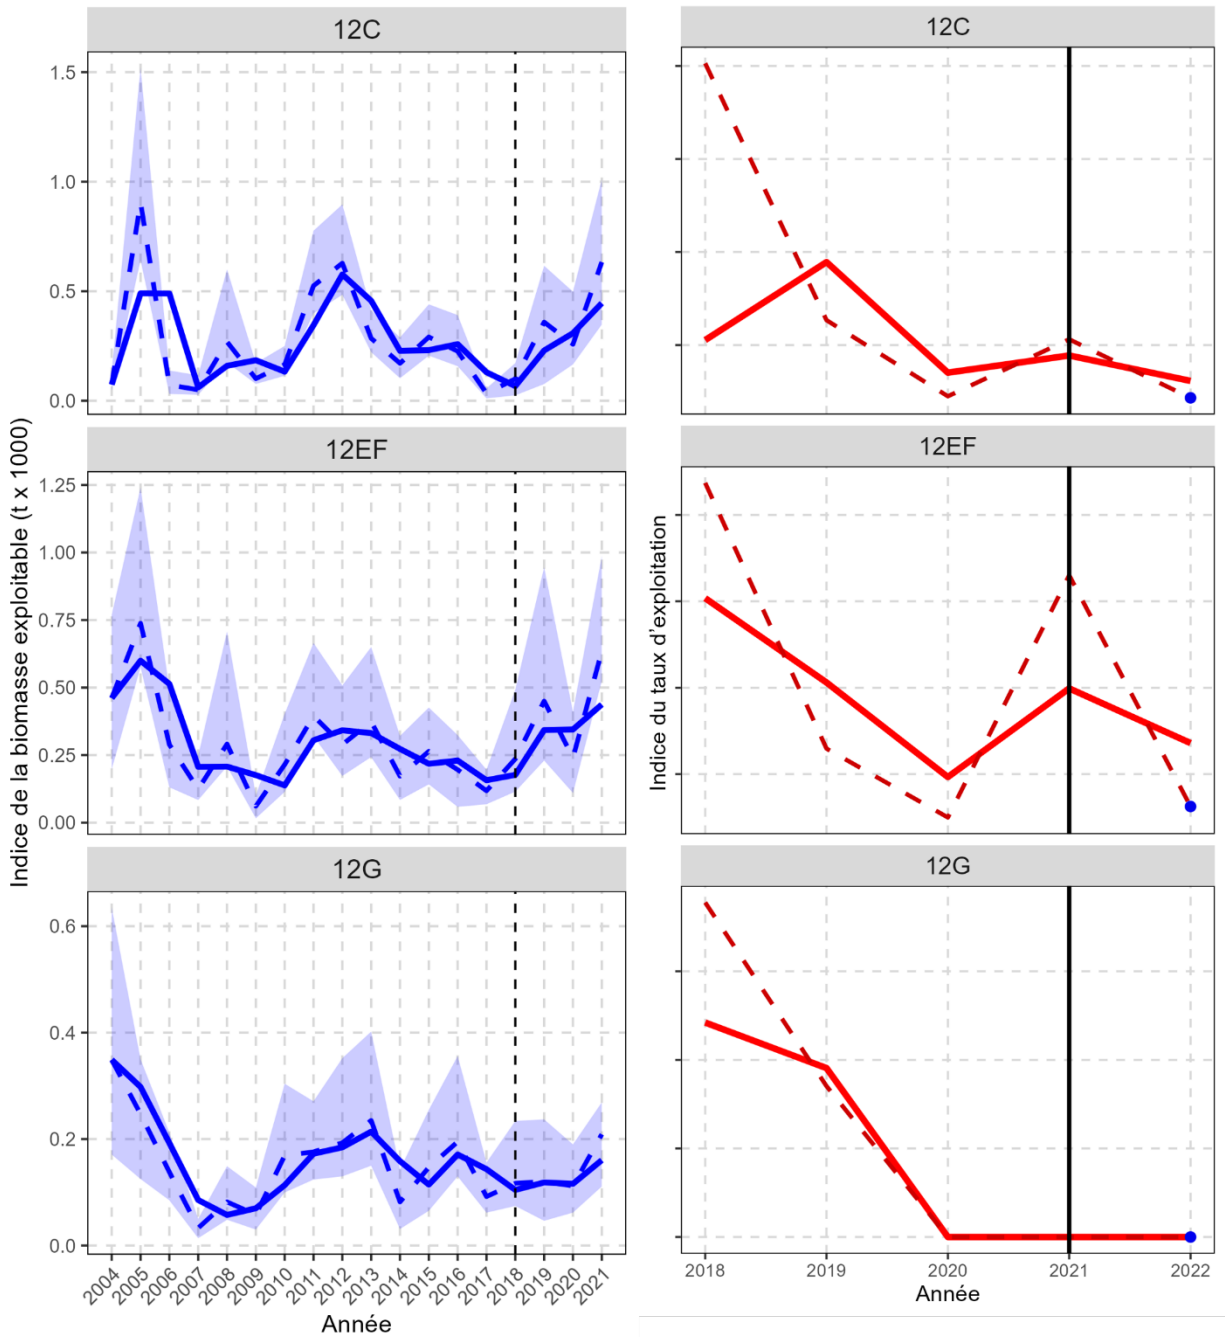 12C
1.5
1.0
0.5
0.0
12EF
1.25
1.00
0.75
0.50
0.25
0.00
12G
0.6
0.4
0.2
0.0
2004 2005 2006 2007 2008 2009 2010 2011 2012 2013 2014 2015 2016 2017 2018 2019 2020 2021
Année
Indice de la biomasse exploitable (t x 1000)
12C
12EF
12G
2018 2019 2020 2021 2022
Année
Indice du taux d'exploitation